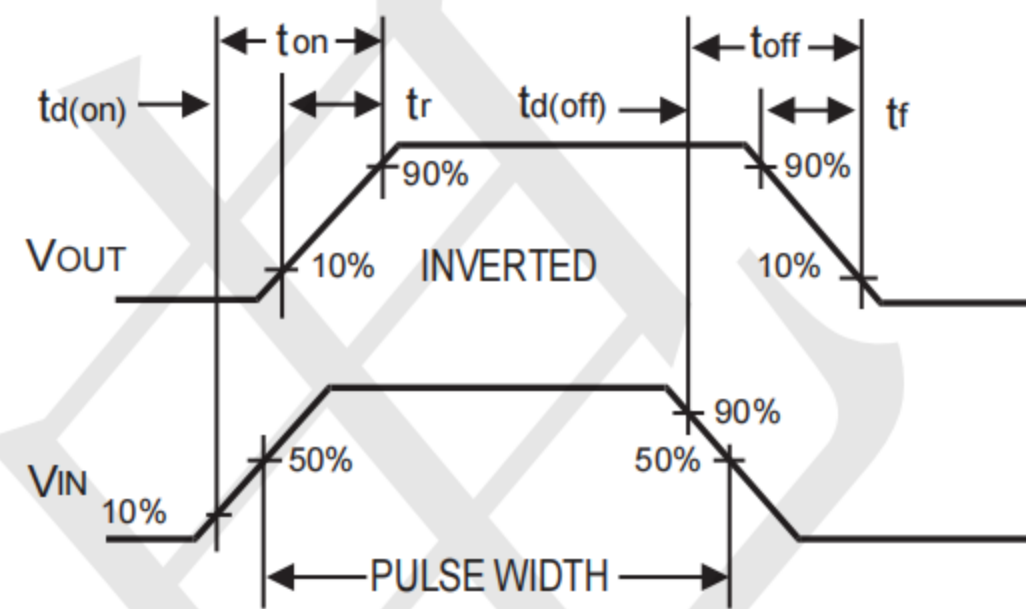 ton
toff
td(on)
tr
td(off)
tf
90%
90%
VOUT
10%
INVERTED
10%
90%
50%
50%
VIN
10%
PULSE WIDTH